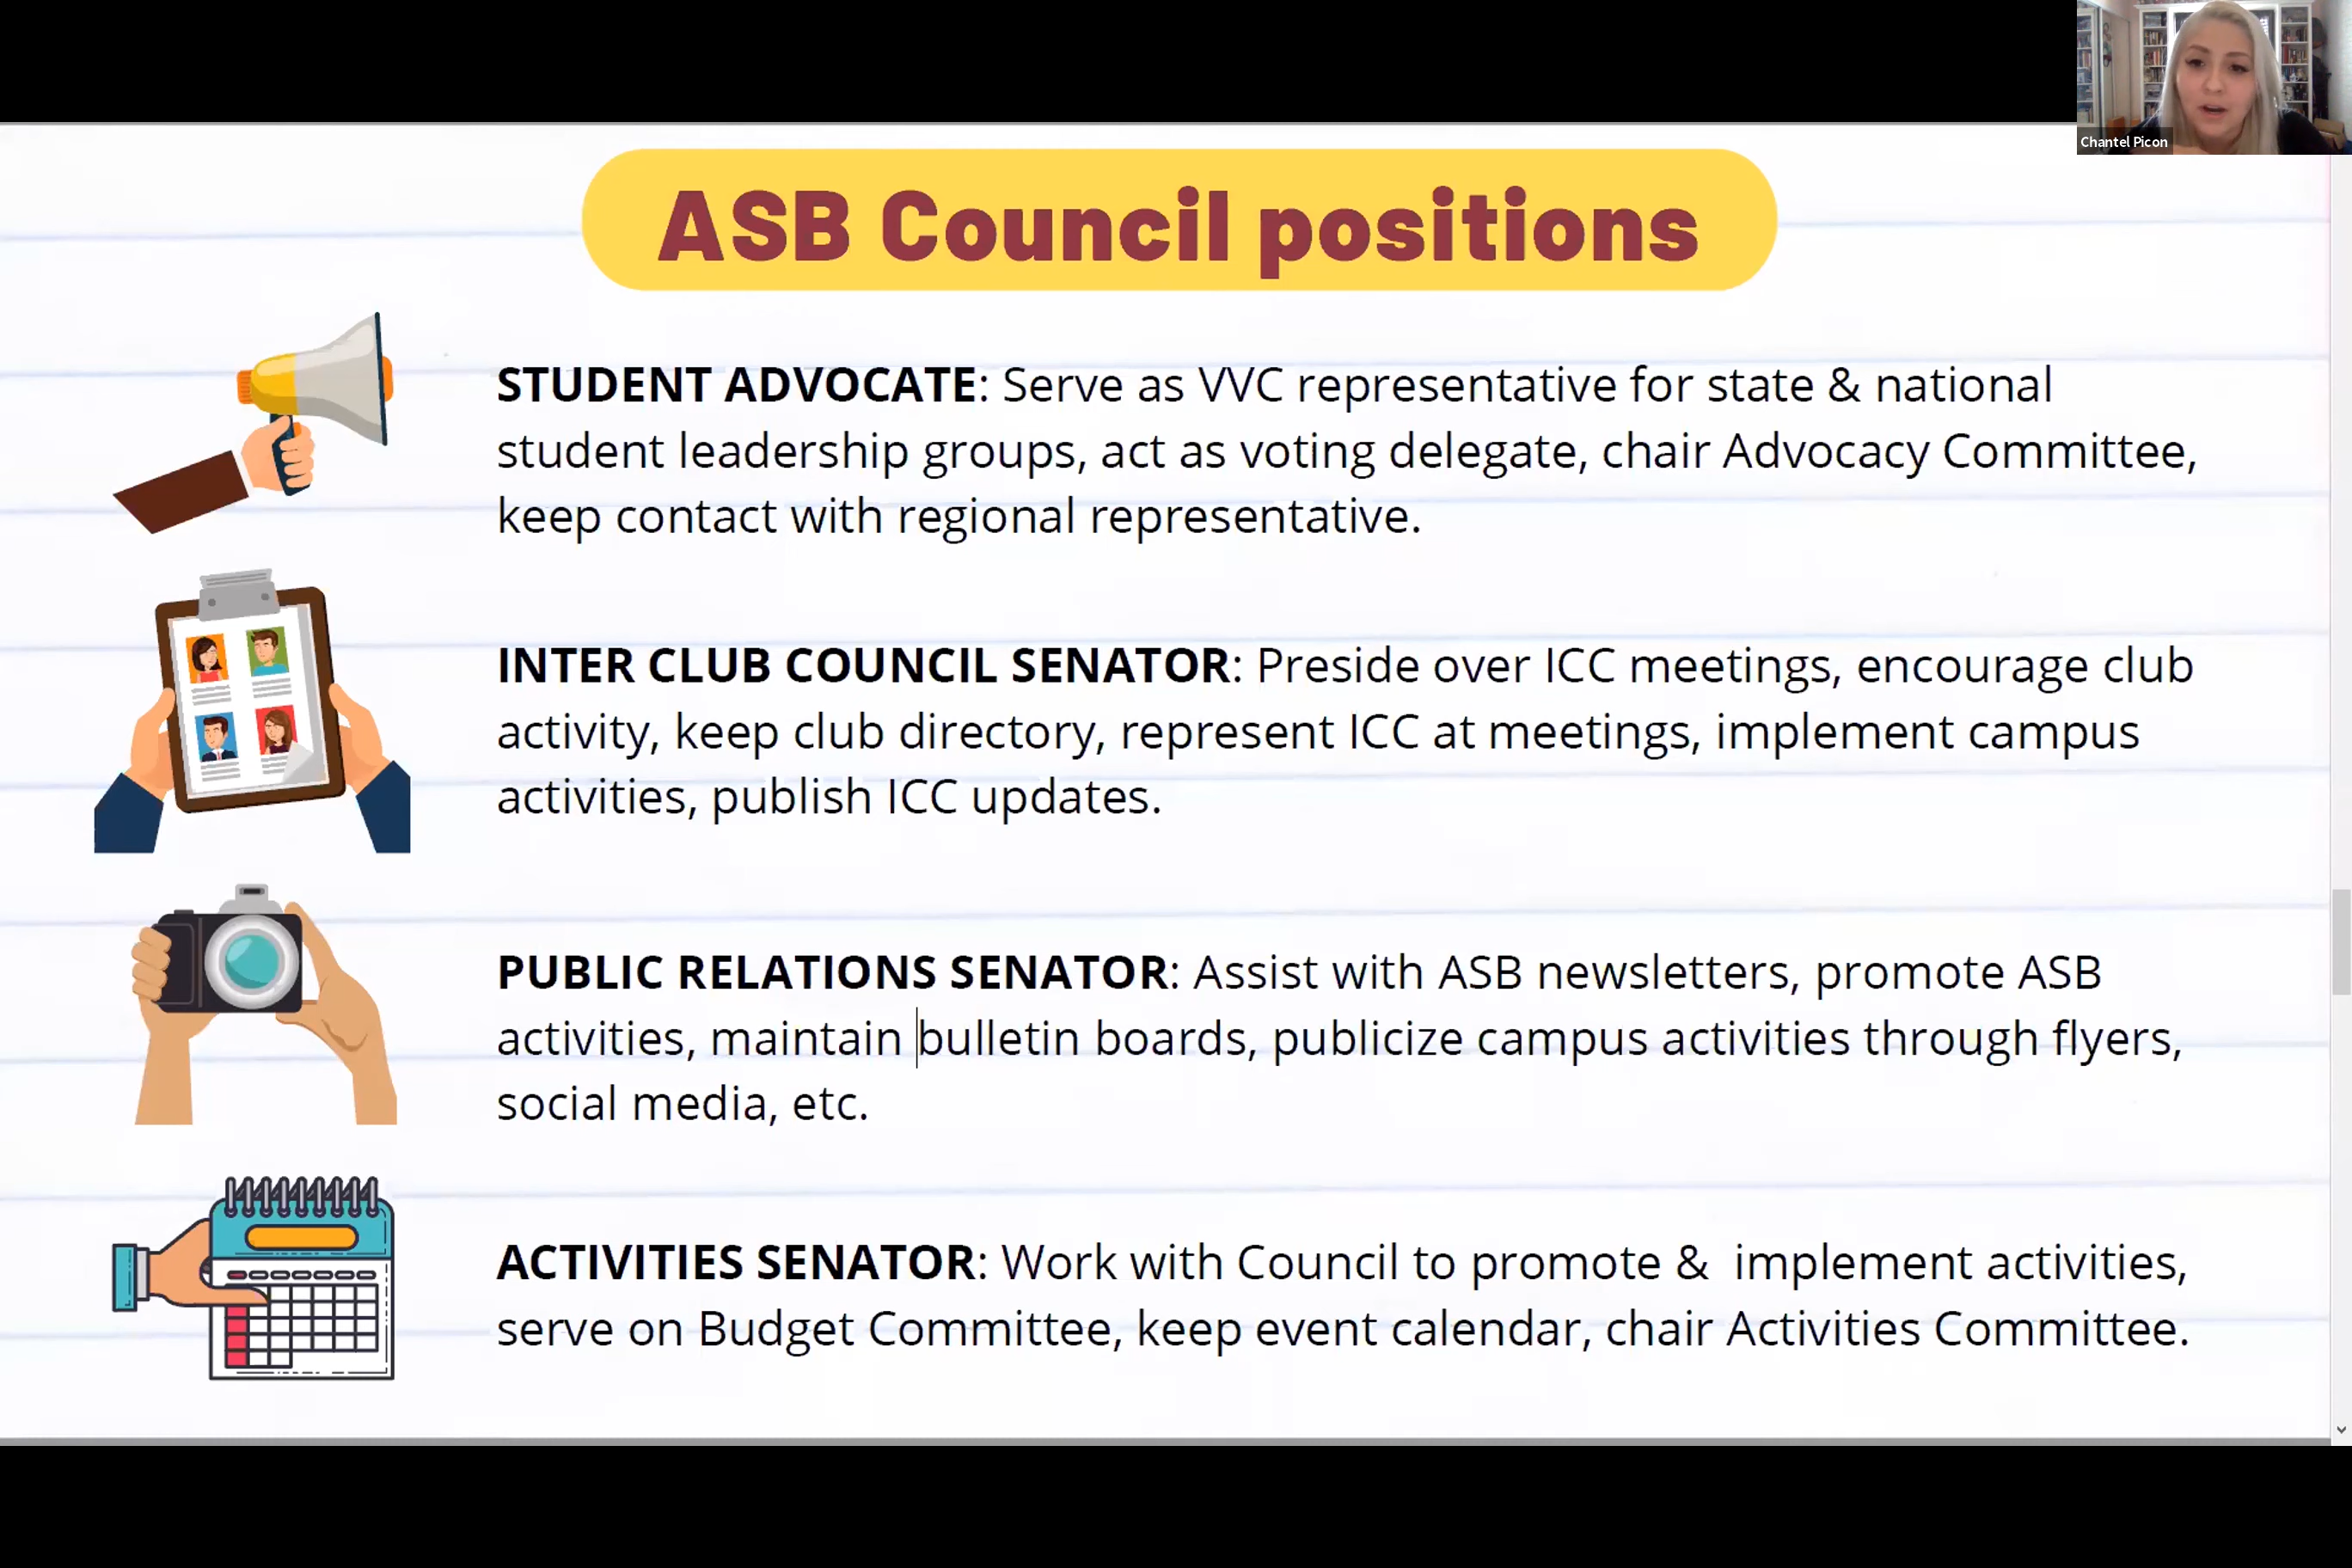 Chantel Picon
ASB Council positions
STUDENT ADVOCATE: Serve as VVC representative for state & national
student leadership groups, act as voting delegate, chair Advocacy Committee,
keep contact with regional representative.
INTER CLUB COUNCIL SENATOR: Preside over ICC meetings, encourage club
activity, keep club directory, represent ICC at meetings, implement campus
activities, publish ICC updates.
PUBLIC RELATIONS SENATOR: Assist with ASB newsletters, promote ASB
activities, maintain bulletin boards, publicize campus activities through flyers,
social media, etc.
ACTIVITIES SENATOR: Work with Council to promote &  implement activities,
serve on Budget Committee, keep event calendar, chair Activities Committee.